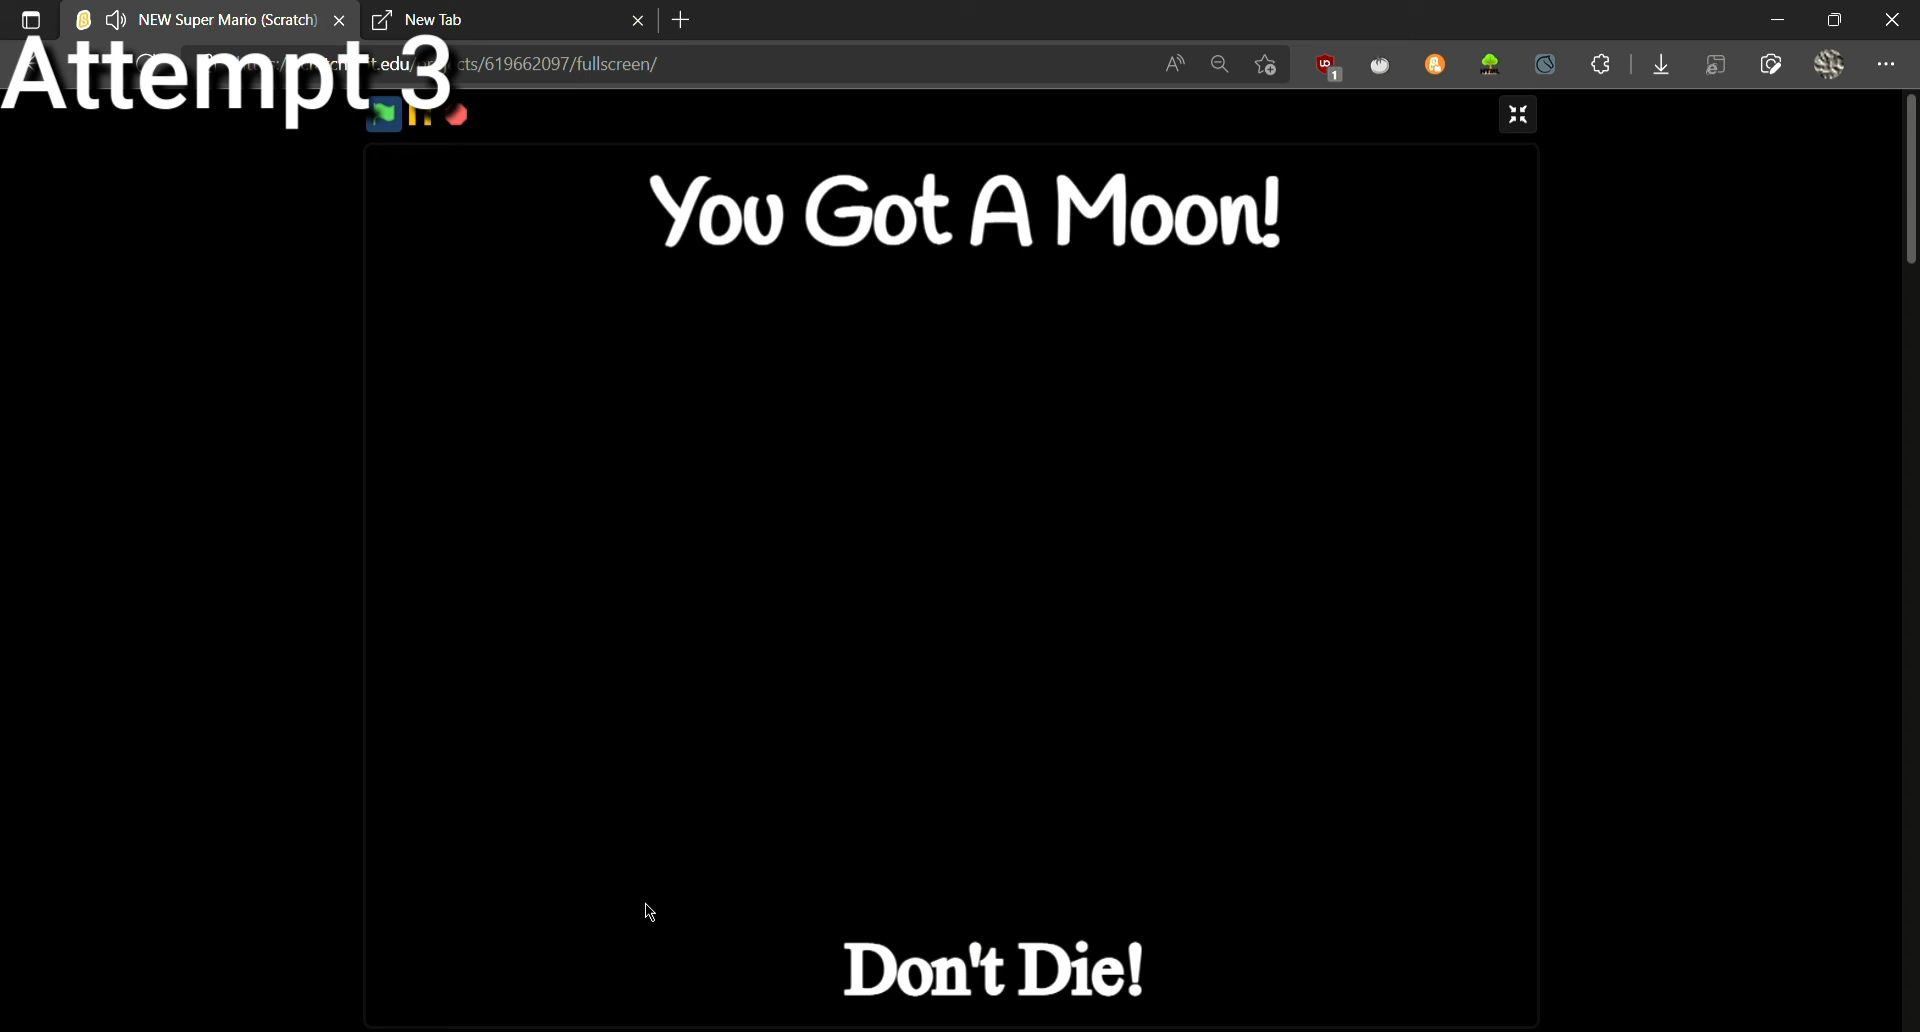 NEW Super Mario (Scratch)
New Tab
Attempt 3
cts/619662097/fullscreen/
You Got A Moon!
Don't Die!